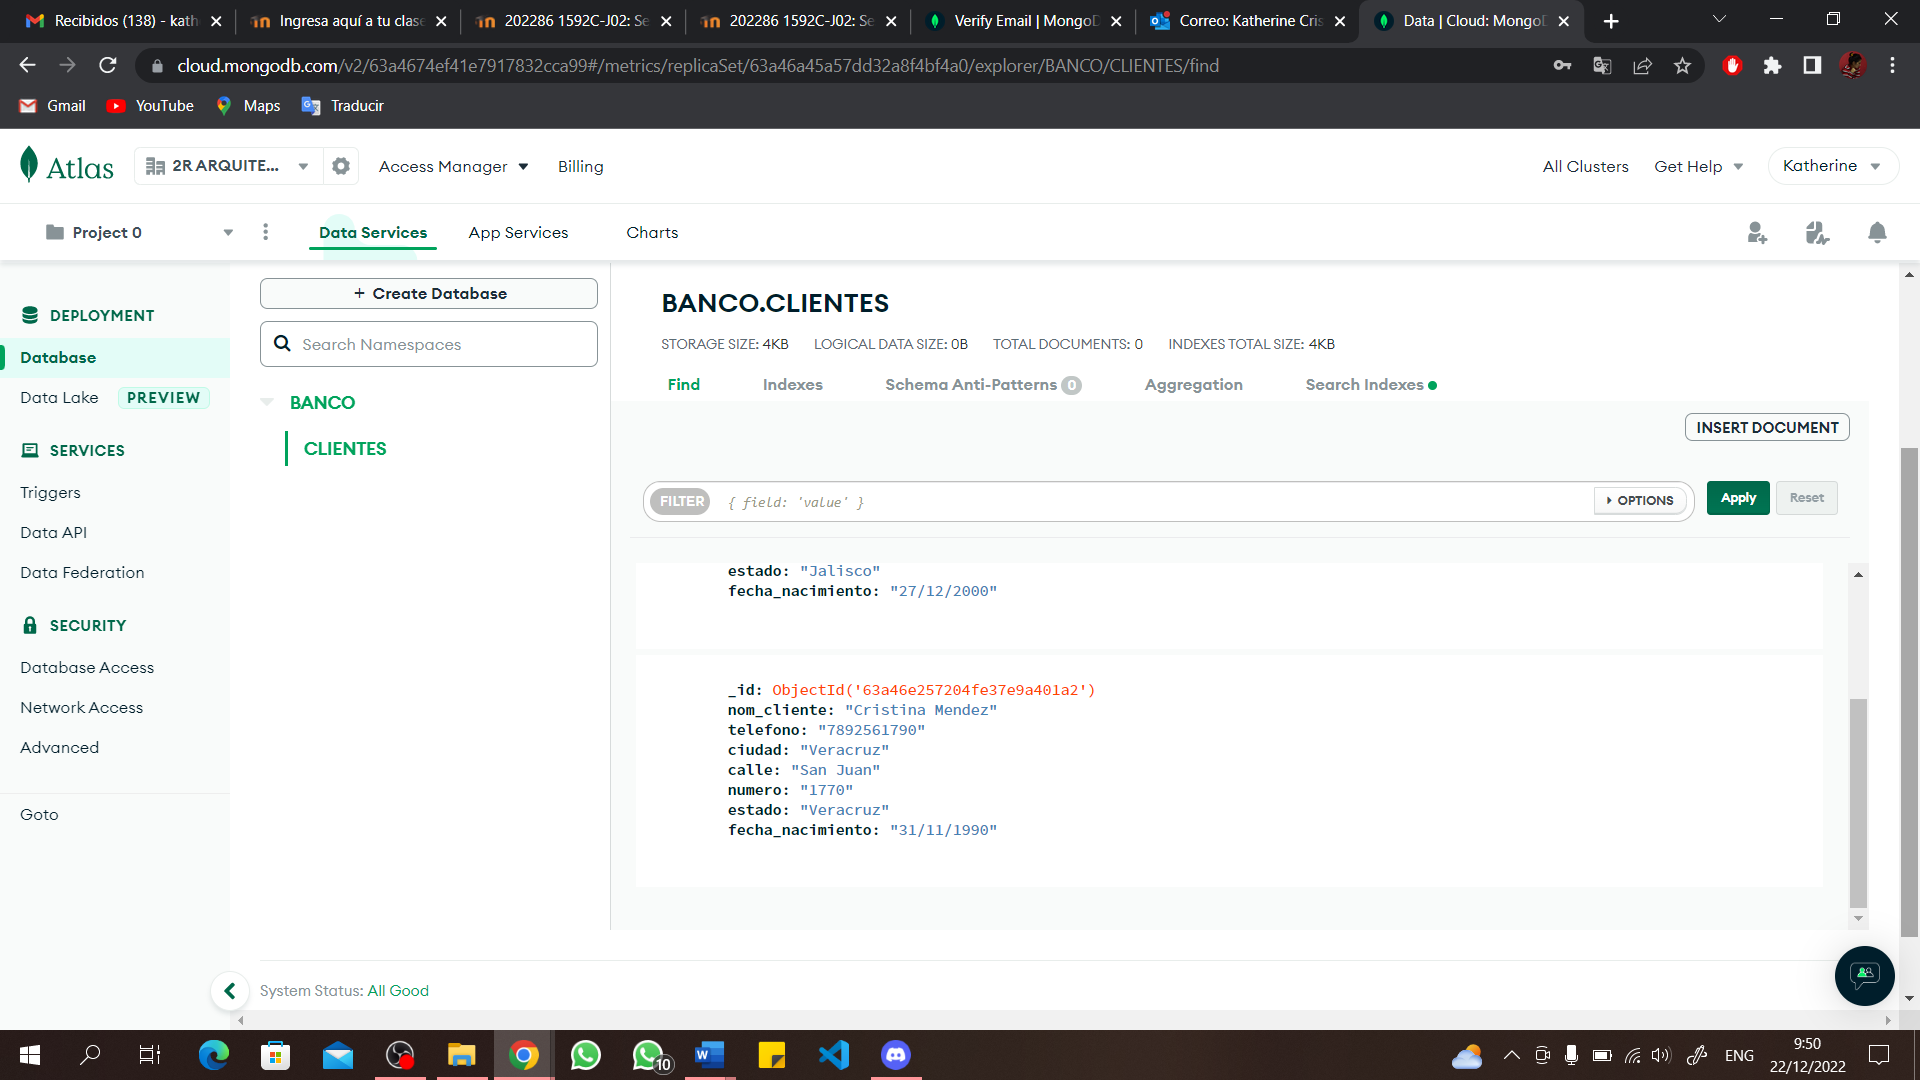 Recibidos (138) - kath
Ingresa aquí a tu clase
202286 1592C-J02: Se
202286 1592C-J02: Se
Verify Email | MongoD
Correo: Katherine Cris
Data | Cloud: MongoD
cloud.mongodb.com/v2/63a4674ef41e7917832cca99#/metrics/replicaSet/63a46a45a57dd32a8f4bf4a0/explorer/BANCO/CLIENTES/find
Gmail YouTube Maps Traducir
Atlas 2R ARQUITE... Access Manager Billing All Clusters Get Help Katherine
Project 0 Data Services App Services Charts
DEPLOYMENT
Database
Data Lake PREVIEW
SERVICES
Triggers
Data API
Data Federation
SECURITY
Database Access
Network Access
Advanced
Goto
+ Create Database
Search Namespaces
BANCO
CLIENTES
BANCO.CLIENTES
STORAGE SIZE: 4KB LOGICAL DATA SIZE: 0B TOTAL DOCUMENTS: 0 INDEXES TOTAL SIZE: 4KB
Find Indexes Schema Anti-Patterns 0 Aggregation Search Indexes
INSERT DOCUMENT
FILTER { field: 'value' } OPTIONS Apply Reset
estado: "Jalisco"
fecha_nacimiento: "27/12/2000"
_id: ObjectId('63a46e257204fe37e9a401a2')
nom_cliente: "Cristina Mendez"
telefono: "7892561790"
ciudad: "Veracruz"
calle: "San Juan"
numero: "1770"
estado: "Veracruz"
fecha_nacimiento: "31/11/1990"
System Status: All Good
10
ENG
9:50
22/12/2022